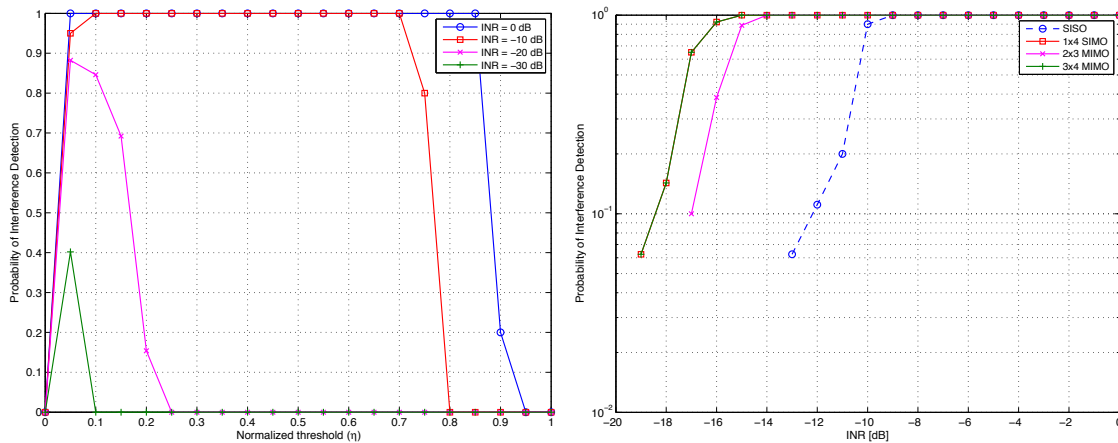 1
0.9
0.8
0.7
0.6
0.5
0.4
0.3
0.2
0.1
0
Probability of Interference Detection
0 0.1 0.2 0.3 0.4 0.5 0.6 0.7 0.8 0.9 1
Normalized threshold (η)
INR = 0 dB
INR = −10 dB
INR = −20 dB
INR = −30 dB
10^0
10^−1
10^−2
Probability of Interference Detection
−20 −18 −16 −14 −12 −10 −8 −6 −4 −2
INR [dB]
SISO
1x4 SIMO
2x3 MIMO
3x4 MIMO